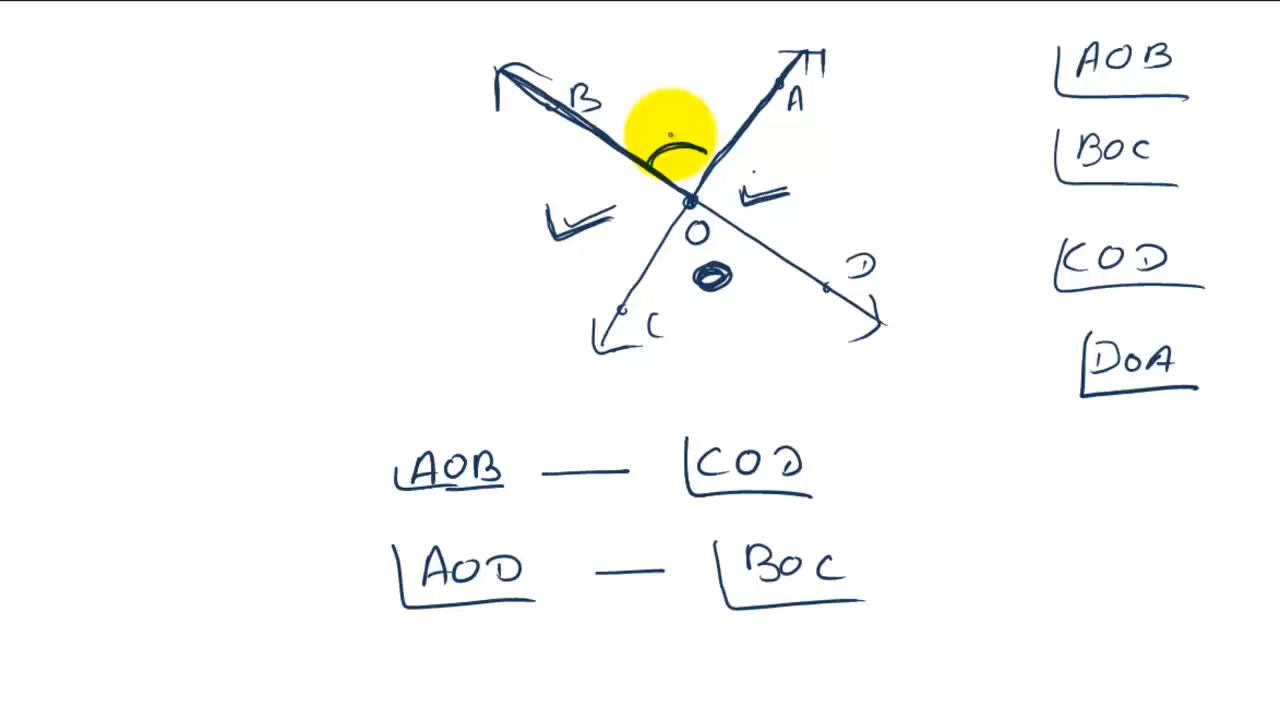 B
A
O
D
C
∠AOB
∠BOC
∠COD
∠DOA
∠AOB — ∠COD
∠AOD — ∠BOC